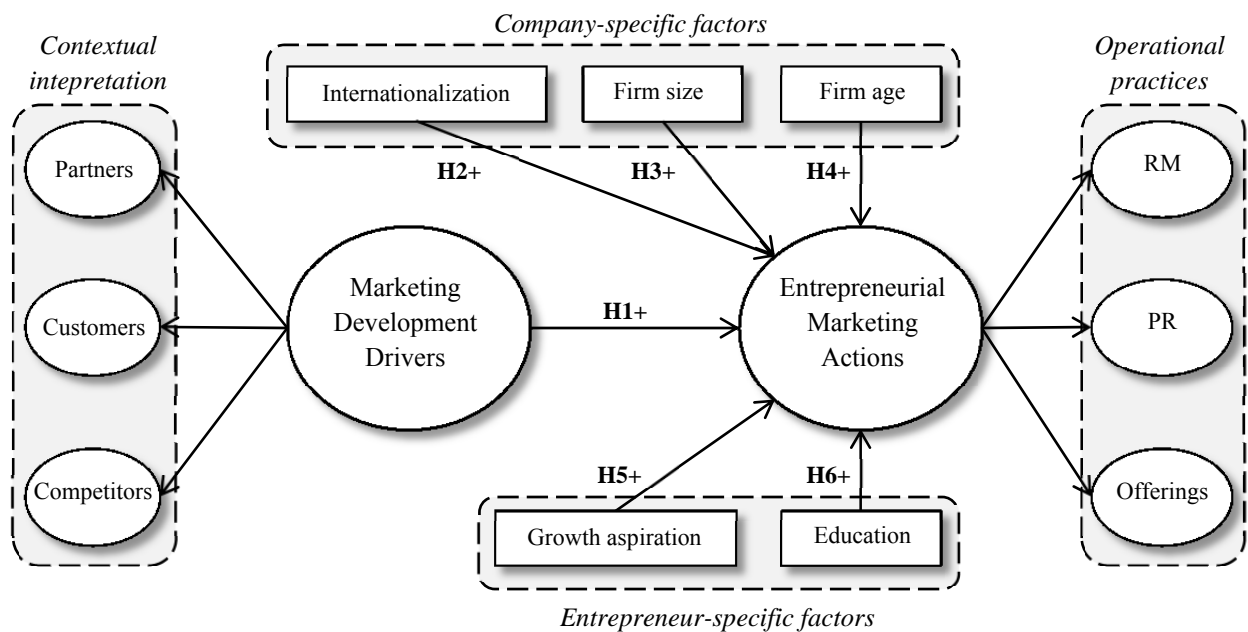 Company-specific factors
Contextual
intepretation
Operational
practices
Internationalization
Firm size
Firm age
Partners
H2+
H3+
H4+
RM
Marketing
Development
Drivers
Entrepreneurial
Marketing
Actions
Customers
H1+
PR
H5+
H6+
Competitors
Offerings
Growth aspiration
Education
Entrepreneur-specific factors